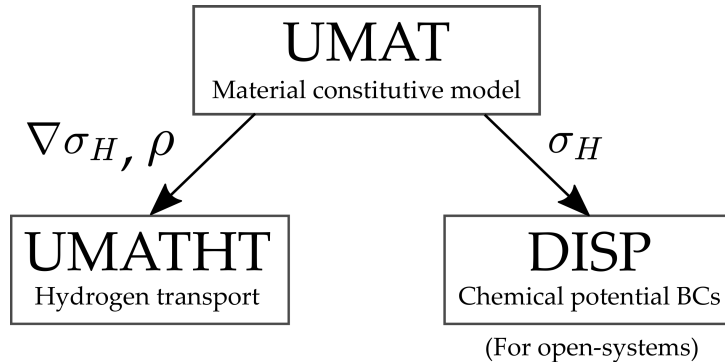 UMAT
Material constitutive model
∇σ_H, ρ
σ_H
UMATHT
Hydrogen transport
DISP
Chemical potential BCs
(For open-systems)